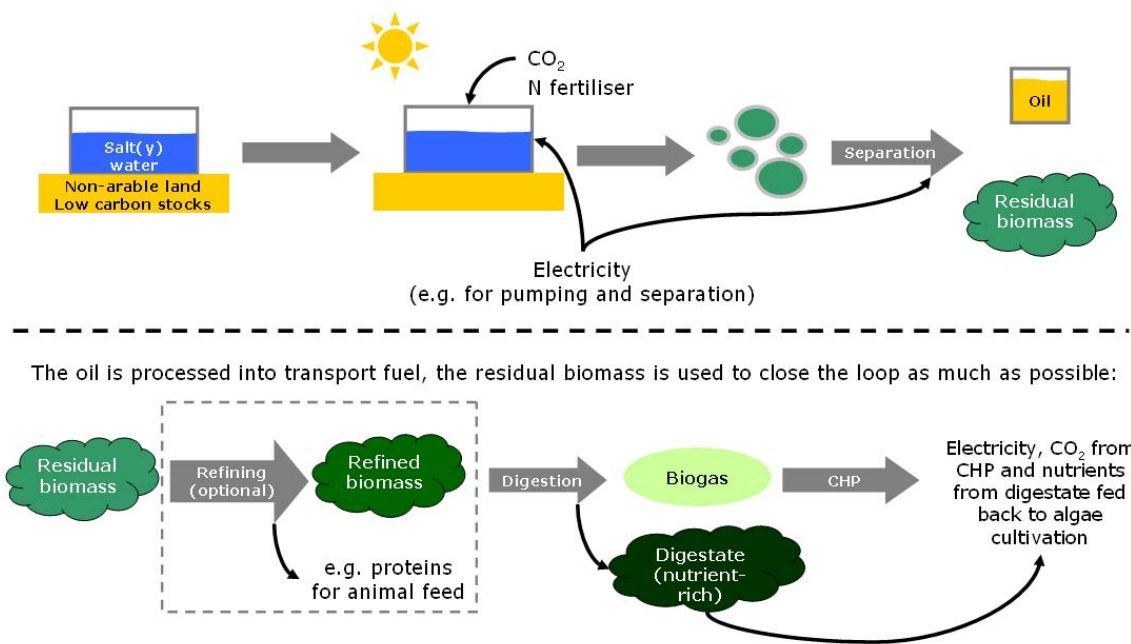 CO₂
N fertiliser
Salt(y)
water
Non-arable land
Low carbon stocks
Separation
Oil
Residual
biomass
Electricity
(e.g. for pumping and separation)
The oil is processed into transport fuel, the residual biomass is used to close the loop as much as possible:
Residual
biomass
Refining
(optional)
Refined
biomass
e.g. proteins
for animal feed
Digestion
Biogas
Digestate
(nutrient-
rich)
CHP
Electricity, CO₂ from
CHP and nutrients
from digestate fed
back to algae
cultivation